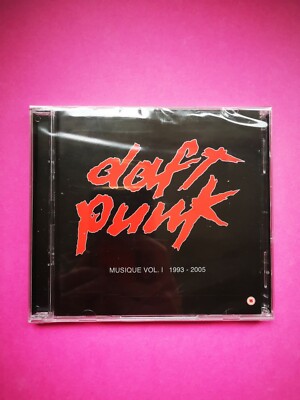 daft
punk
MUSIQUE VOL. I 1993 - 2005